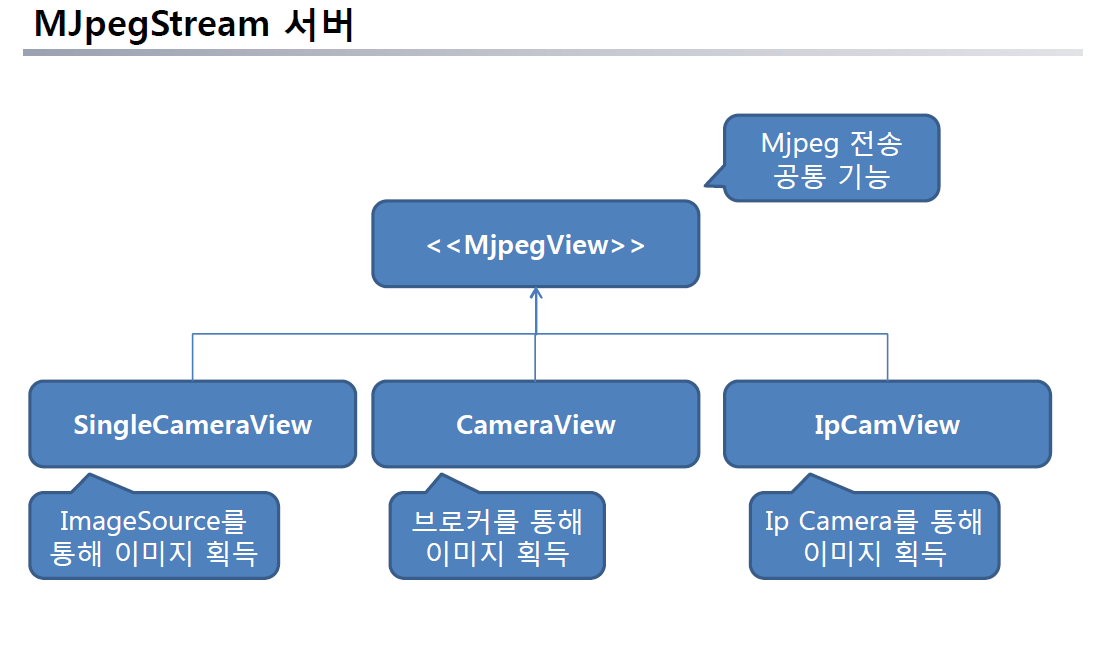 MJpegStream 서버
Mjpeg 전송
공통 기능
<<MjpegView>>
SingleCameraView
CameraView
IpCamView
ImageSource를
통해 이미지 획득
브로커를 통해
이미지 획득
Ip Camera를 통해
이미지 획득